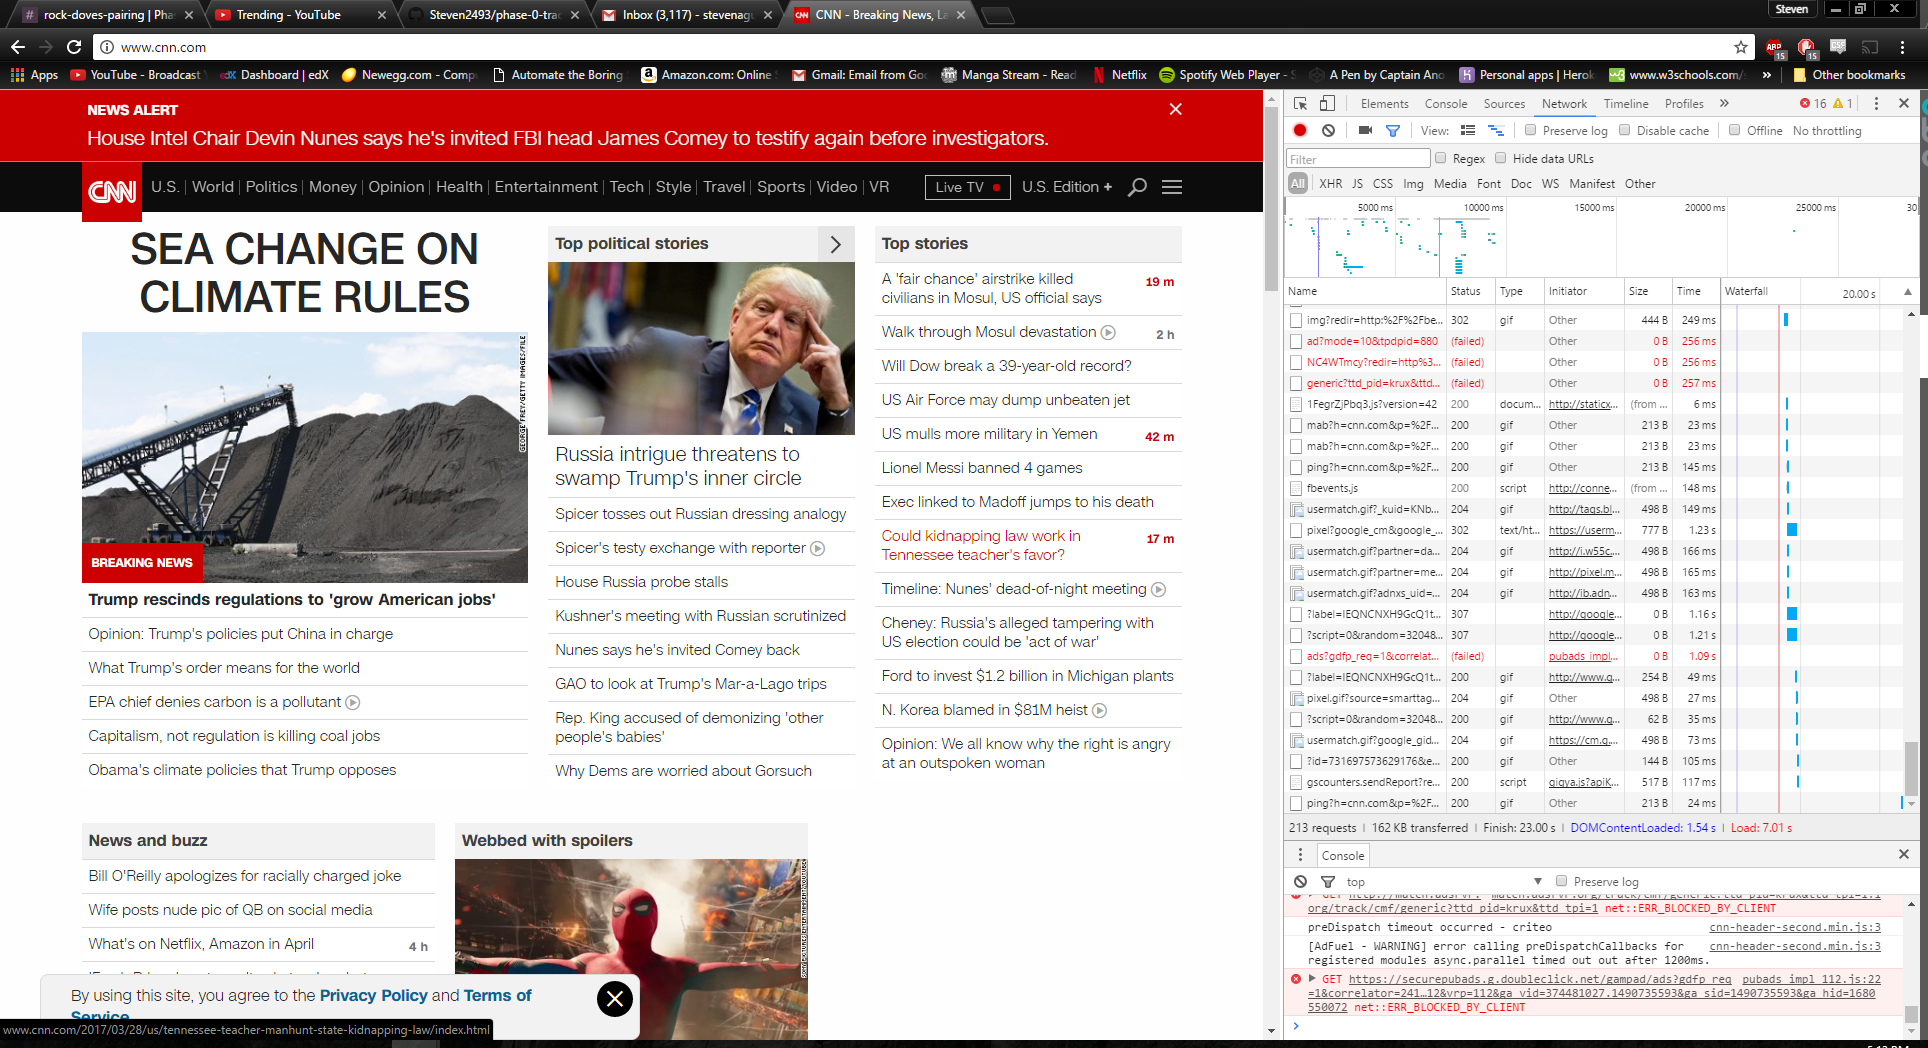 rock-doves-pairing | Pha
Trending - YouTube
Steven2493/phase-0-trac
Inbox (3,117) - stevenagu
CNN - Breaking News, La
Steven
www.cnn.com
Apps
YouTube - Broadcast
edX Dashboard | edX
Newegg.com - Compu
Automate the Boring
Amazon.com: Online
Gmail: Email from Goo
Manga Stream - Read
Netflix
Spotify Web Player - S
A Pen by Captain Ano
Personal apps | Herok
www.w3schools.com/
Other bookmarks
NEWS ALERT
House Intel Chair Devin Nunes says he's invited FBI head James Comey to testify again before investigators.
CNN
U.S. | World | Politics | Money | Opinion | Health | Entertainment | Tech | Style | Travel | Sports | Video | VR
Live TV
U.S. Edition +
SEA CHANGE ON
CLIMATE RULES
GEORGE FREY/GETTY IMAGES/FILE
BREAKING NEWS
Trump rescinds regulations to 'grow American jobs'
Opinion: Trump's policies put China in charge
What Trump's order means for the world
EPA chief denies carbon is a pollutant
Capitalism, not regulation is killing coal jobs
Obama's climate policies that Trump opposes
Top political stories
Russia intrigue threatens to
swamp Trump's inner circle
Spicer tosses out Russian dressing analogy
Spicer's testy exchange with reporter
House Russia probe stalls
Kushner's meeting with Russian scrutinized
Nunes says he's invited Comey back
GAO to look at Trump's Mar-a-Lago trips
Rep. King accused of demonizing 'other
people's babies'
Why Dems are worried about Gorsuch
Top stories
A 'fair chance' airstrike killed
civilians in Mosul, US official says
19 m
Walk through Mosul devastation
2 h
Will Dow break a 39-year-old record?
US Air Force may dump unbeaten jet
US mulls more military in Yemen
42 m
Lionel Messi banned 4 games
Exec linked to Madoff jumps to his death
Could kidnapping law work in
Tennessee teacher's favor?
17 m
Timeline: Nunes' dead-of-night meeting
Cheney: Russia's alleged tampering with
US election could be 'act of war'
Ford to invest $1.2 billion in Michigan plants
N. Korea blamed in $81M heist
Opinion: We all know why the right is angry
at an outspoken woman
News and buzz
Bill O'Reilly apologizes for racially charged joke
Wife posts nude pic of QB on social media
What's on Netflix, Amazon in April
4 h
Webbed with spoilers
By using this site, you agree to the Privacy Policy and Terms of
Service
www.cnn.com/2017/03/28/us/tennessee-teacher-manhunt-state-kidnapping-law/index.html
Elements Console Sources Network Timeline Profiles » 16 1
View: Preserve log Disable cache Offline No throttling
Filter Regex Hide data URLs
All XHR JS CSS Img Media Font Doc WS Manifest Other
5000 ms 10000 ms 15000 ms 20000 ms 25000 ms 30
Name Status Type Initiator Size Time Waterfall 20.00 s
img?redir=http:%2F%2Fbe... 302 gif Other 444 B 249 ms
ad?mode=10&tpdpid=880 (failed) Other 0 B 256 ms
NC4WTmcy?redir=http%3... (failed) Other 0 B 256 ms
generic?ttd_pid=krux&ttd... (failed) Other 0 B 257 ms
1FegrZjPbq3.js?version=42 200 docum... http://staticx... (from ... 6 ms
mab?h=cnn.com&p=%2F... 200 gif Other 213 B 23 ms
mab?h=cnn.com&p=%2F... 200 gif Other 213 B 23 ms
ping?h=cnn.com&p=%2F... 200 gif Other 213 B 145 ms
fbevents.js 200 script http://conne... (from ... 148 ms
usermatch.gif?_kuid=KNb... 204 gif http://tags.bl... 498 B 149 ms
pixel?google_cm&google_... 302 text/ht... https://userm... 777 B 1.23 s
usermatch.gif?partner=da... 204 gif http://i.w55c.... 498 B 166 ms
usermatch.gif?partner=me... 204 gif http://pixel.m... 498 B 165 ms
usermatch.gif?adnxs_uid=... 204 gif http://ib.adn... 498 B 163 ms
?label=IEQNCNXH9GcQ1t... 307 http://google... 0 B 1.16 s
?script=0&random=32048... 307 http://google... 0 B 1.21 s
ads?gdfp_req=1&correlat... (failed) pubads_impl... 0 B 1.09 s
?label=IEQNCNXH9GcQ1t... 200 gif http://www.g... 254 B 49 ms
pixel.gif?source=smarttag... 204 gif Other 498 B 27 ms
?script=0&random=32048... 200 gif http://www.g... 62 B 35 ms
usermatch.gif?google_gid... 204 gif https://cm.g... 498 B 73 ms
?id=731697573629176&e... 200 gif Other 144 B 105 ms
gscounters.sendReport?re... 200 script gigya.js?apiK... 517 B 117 ms
ping?h=cnn.com&p=%2F... 200 gif Other 213 B 24 ms
213 requests | 162 KB transferred | Finish: 23.00 s | DOMContentLoaded: 1.54 s | Load: 7.01 s
Console
top Preserve log
org/track/cmf/generic?ttd_pid=krux&ttd_tpi=1 net::ERR_BLOCKED_BY_CLIENT
preDispatch timeout occurred - criteo cnn-header-second.min.js:3
[AdFuel - WARNING] error calling preDispatchCallbacks for cnn-header-second.min.js:3
registered modules async.parallel timed out out after 1200ms.
GET https://securepubads.g.doubleclick.net/gampad/ads?gdfp_req pubads_impl_112.js:22
=1&correlator=241…12&vrp=112&ga_vid=374481027.1490735593&ga_sid=1490735593&ga_hid=1680
550072 net::ERR_BLOCKED_BY_CLIENT